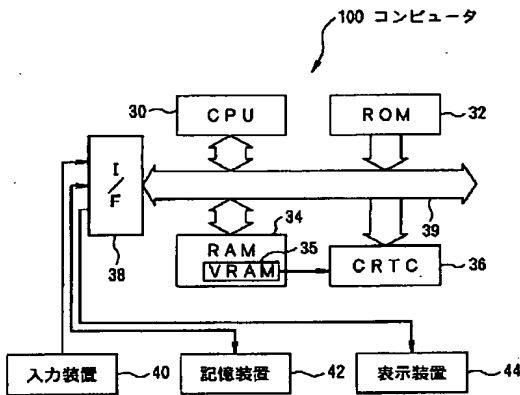 100 コンピュータ
30
CPU
ROM
32
I/F
38
39
34
RAM
35
VRAM
CRTC
36
入力装置
40
記憶装置
42
表示装置
44